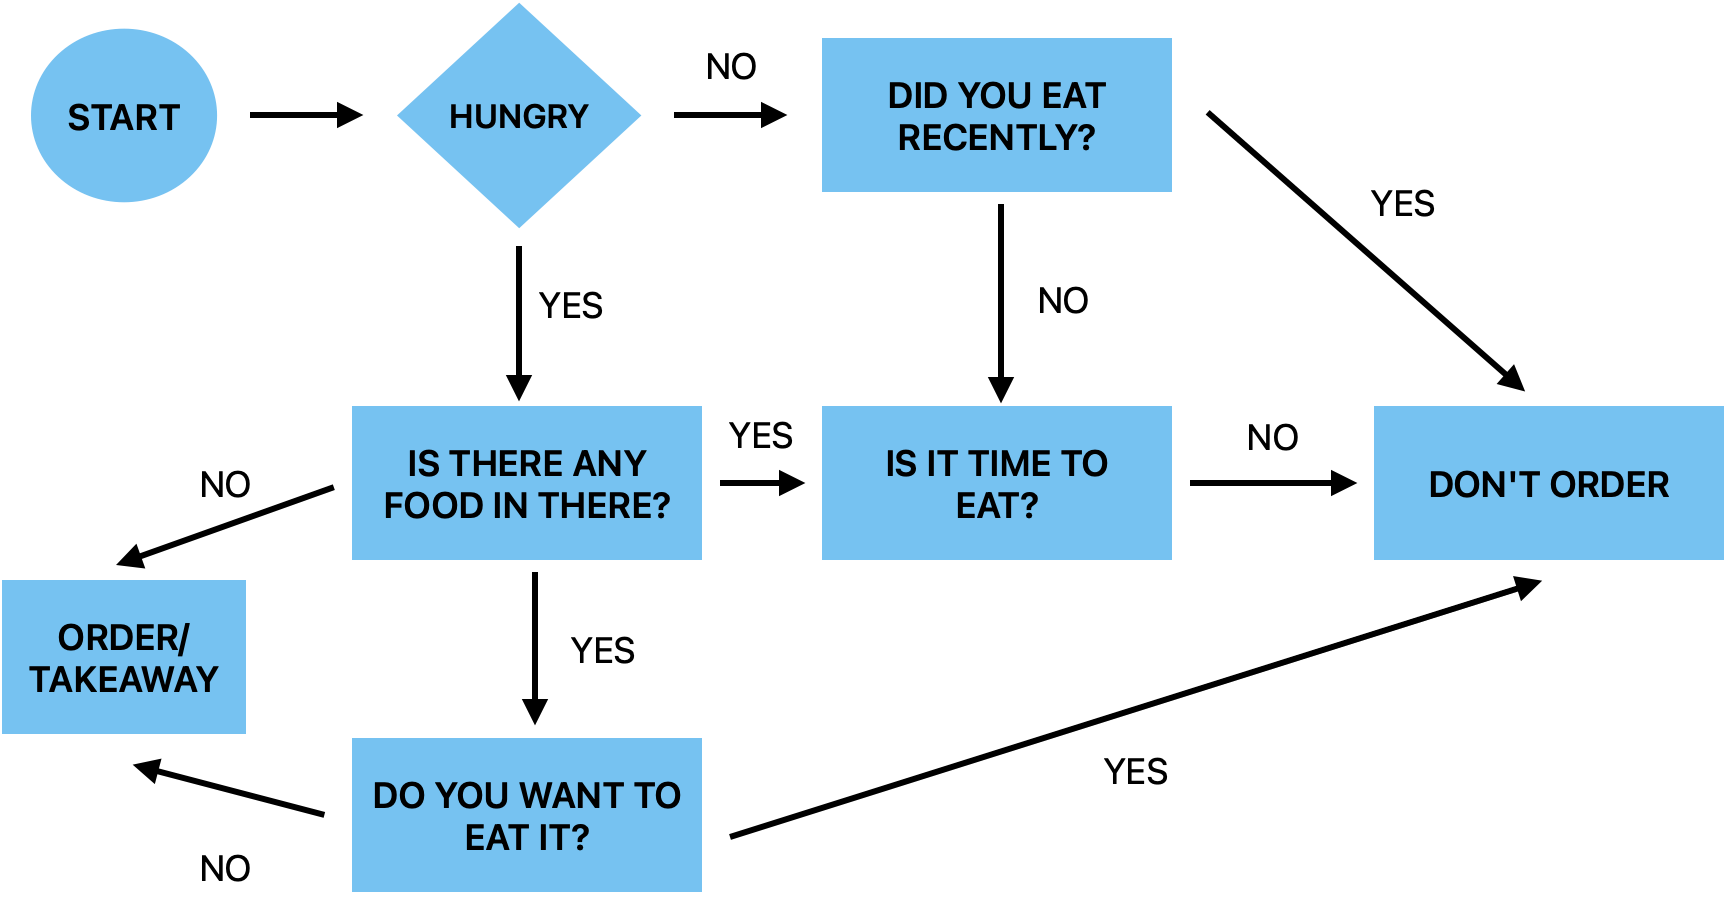 START
HUNGRY
NO
DID YOU EAT
RECENTLY?
YES
YES
NO
IS THERE ANY
FOOD IN THERE?
YES
IS IT TIME TO
EAT?
NO
DON'T ORDER
NO
ORDER/
TAKEAWAY
YES
DO YOU WANT TO
EAT IT?
YES
NO